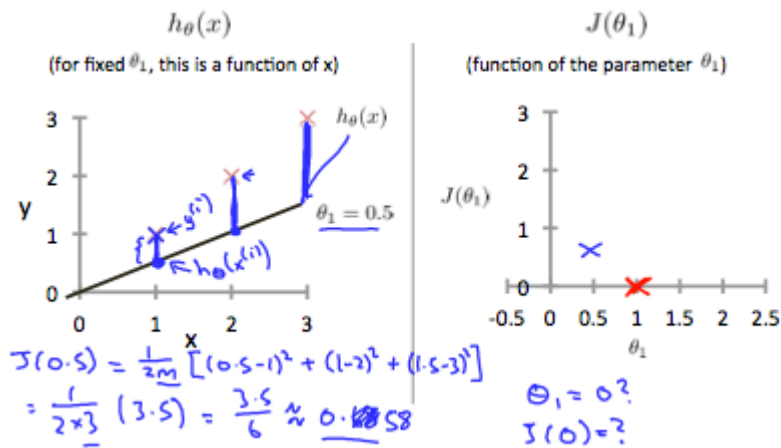 h_θ(x)
(for fixed θ₁, this is a function of x)
3
2
1
0
y
0 1 2 3
x
h_θ(x)
θ₁ = 0.5
y⁽ⁱ⁾
h_θ(x⁽ⁱ⁾)
J(0.5) = 1/2m [(0.5-1)² + (1-2)² + (1.5-3)²]
= 1/2×3 (3.5) = 3.5/6 ≈ 0.58
J(θ₁)
(function of the parameter θ₁)
3
2
1
0
J(θ₁)
-0.5 0 0.5 1 1.5 2 2.5
θ₁
θ₁ = 0?
J(0) = ?